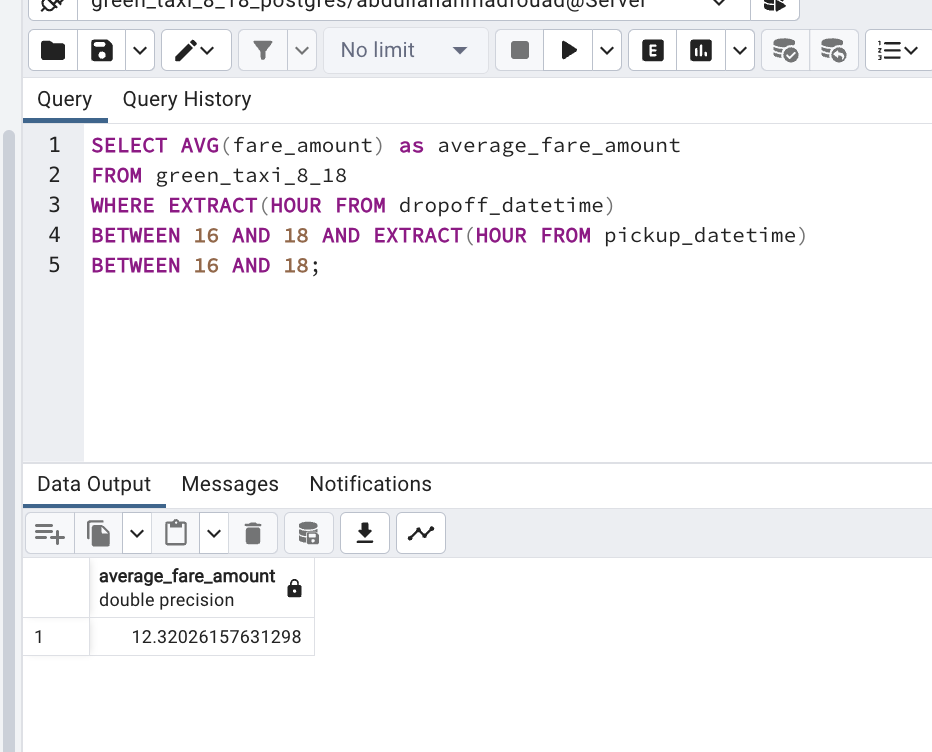 green_taxi_8_18_postgres/abdullahahmadfouad@Server
No limit
Query Query History
1 SELECT AVG(fare_amount) as average_fare_amount
2 FROM green_taxi_8_18
3 WHERE EXTRACT(HOUR FROM dropoff_datetime)
4 BETWEEN 16 AND 18 AND EXTRACT(HOUR FROM pickup_datetime)
5 BETWEEN 16 AND 18;
Data Output Messages Notifications
average_fare_amount
double precision
1 12.32026157631298